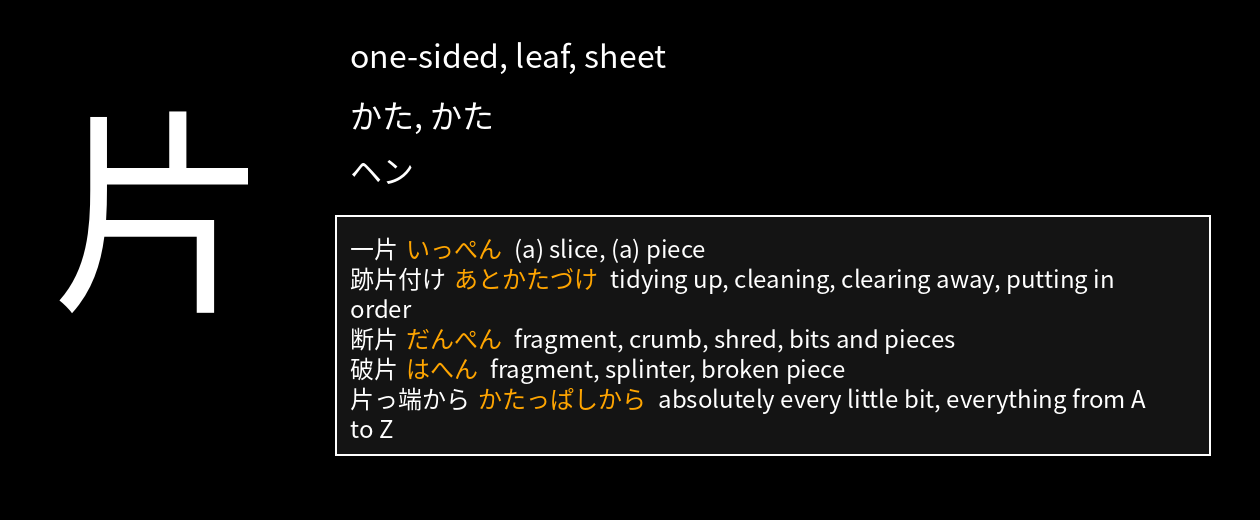 片
one-sided, leaf, sheet
かた, かた
ヘン
一片 いっぺん (a) slice, (a) piece
跡片付け あとかたづけ tidying up, cleaning, clearing away, putting in
order
断片 だんぺん fragment, crumb, shred, bits and pieces
破片 はへん fragment, splinter, broken piece
片っ端から かたっぱしから absolutely every little bit, everything from A
to Z